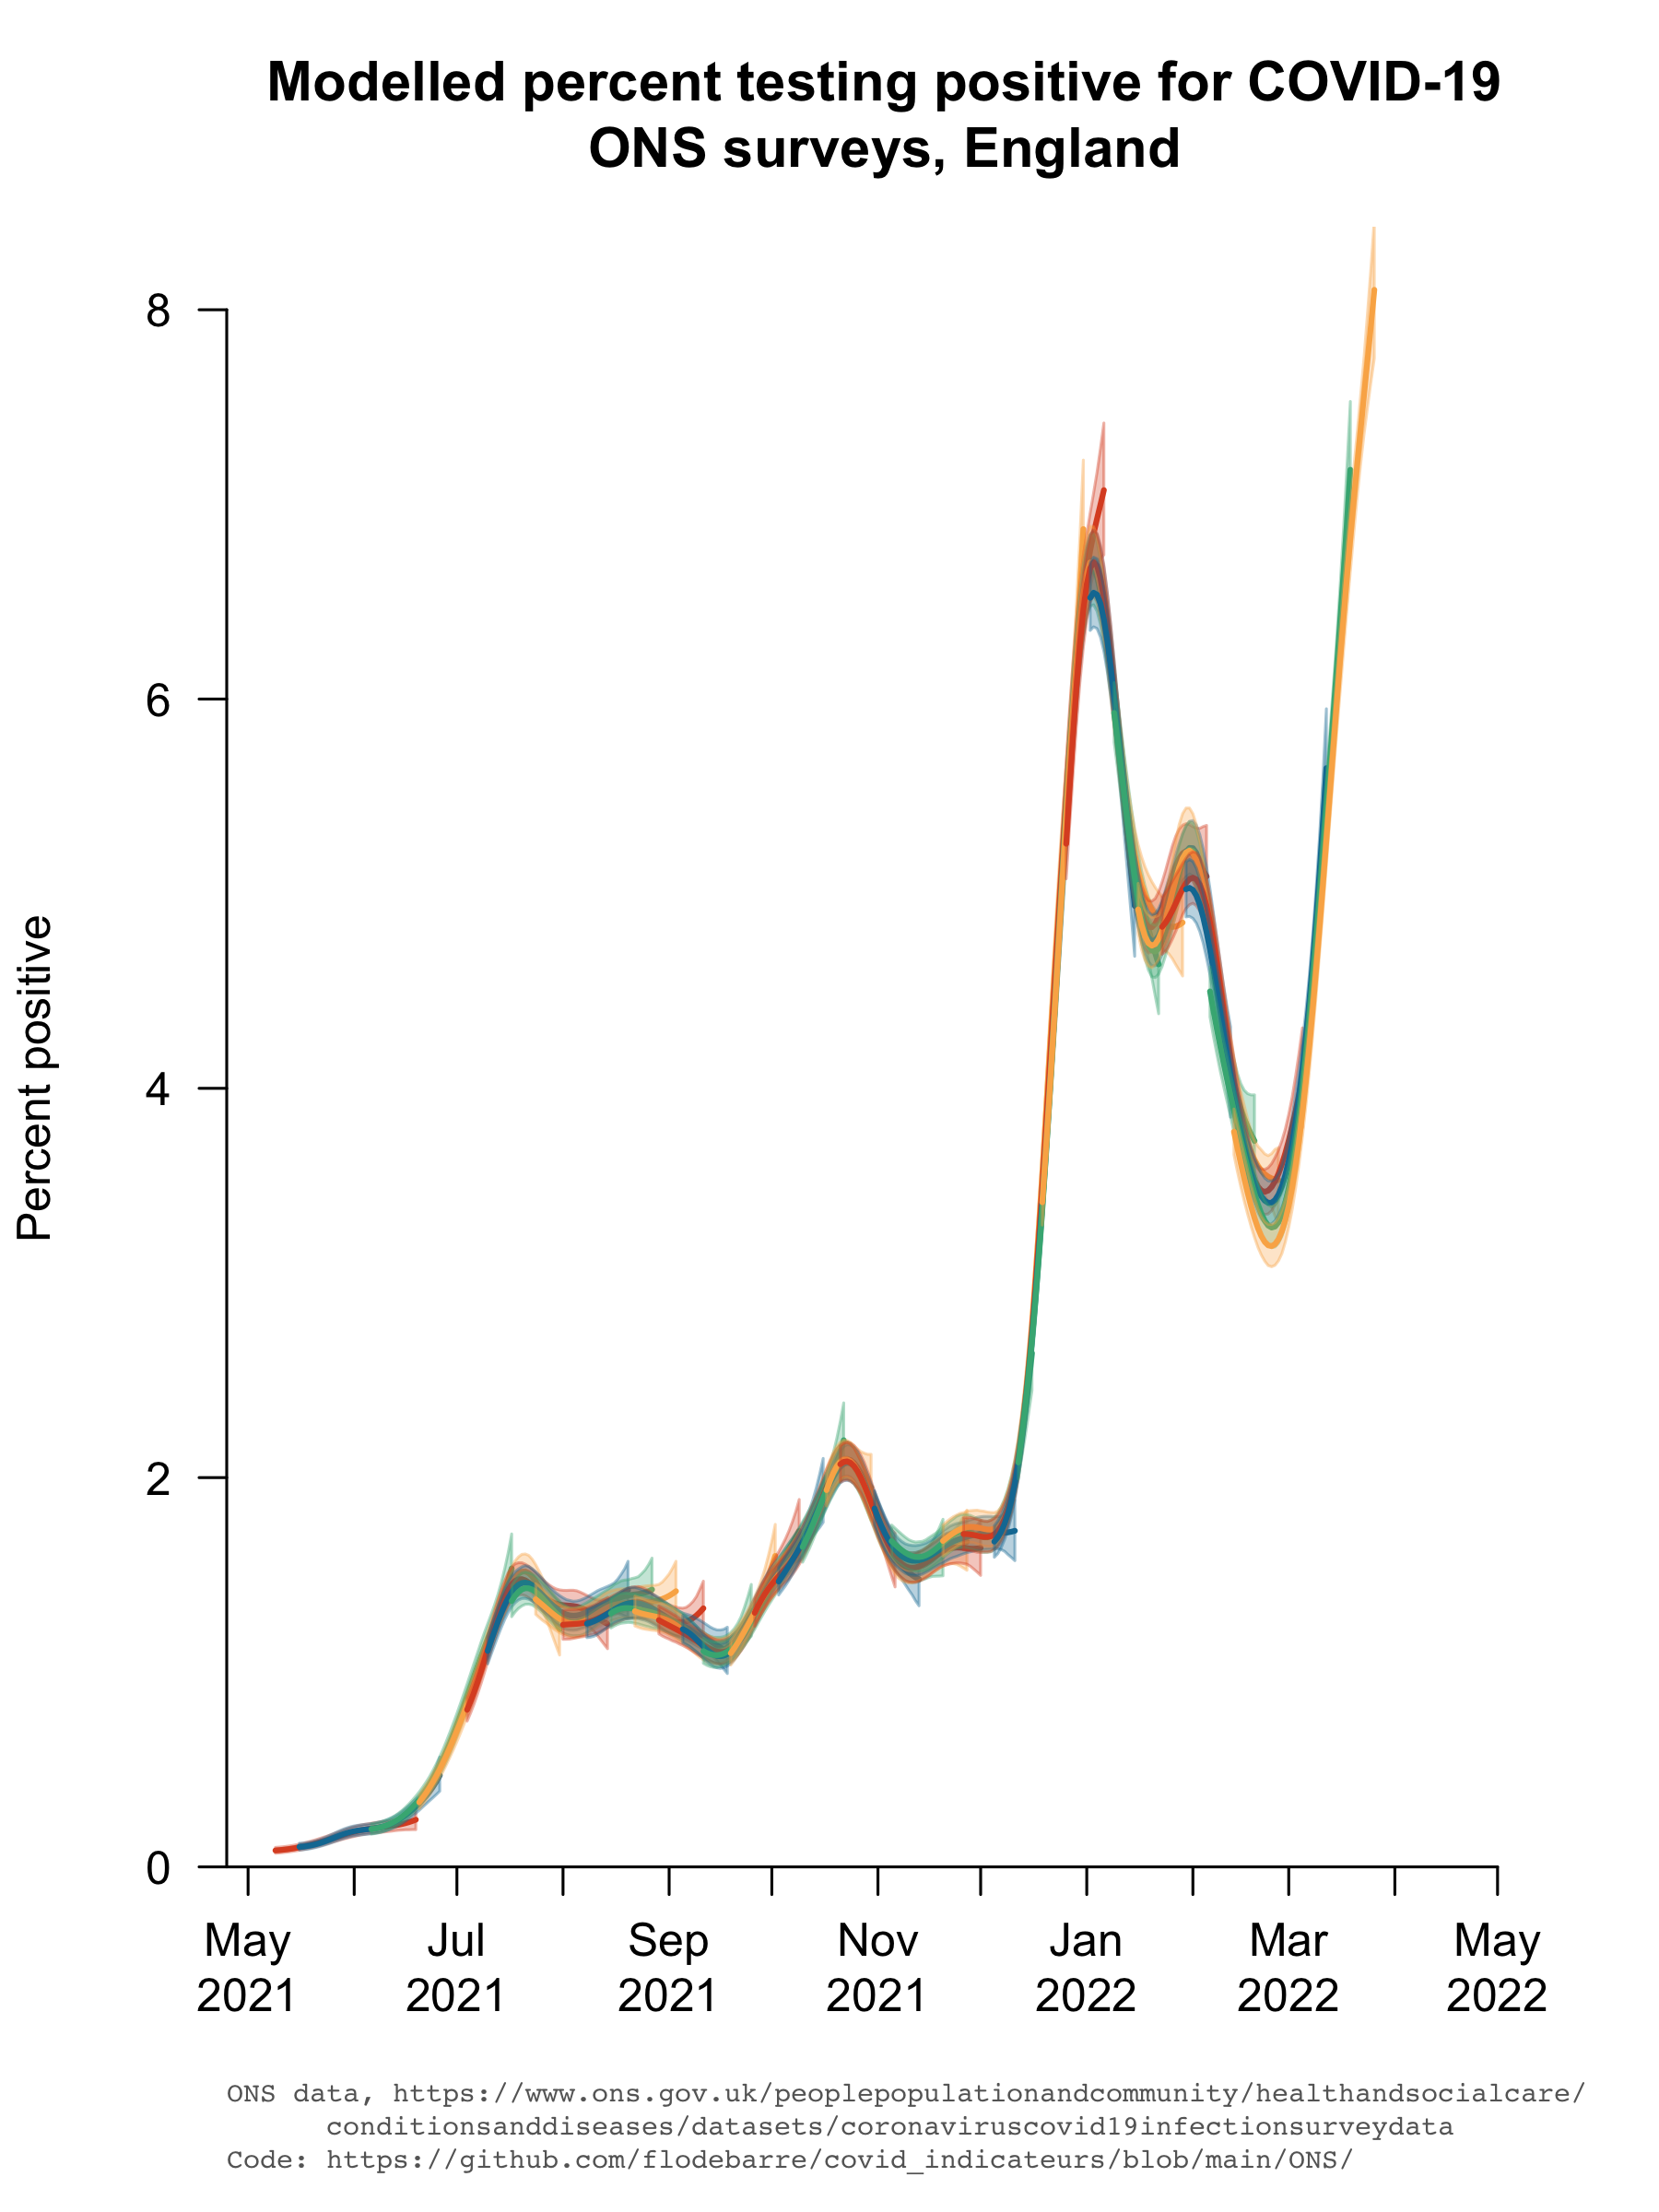 Modelled percent testing positive for COVID-19
ONS surveys, England
Percent positive
8
6
4
2
0
May Jul Sep Nov Jan Mar May
2021 2021 2021 2021 2022 2022 2022
ONS data, https://www.ons.gov.uk/peoplepopulationandcommunity/healthandsocialcare/
conditionsanddiseases/datasets/coronaviruscovid19infectionsurveydata
Code: https://github.com/flodebarre/covid_indicateurs/blob/main/ONS/